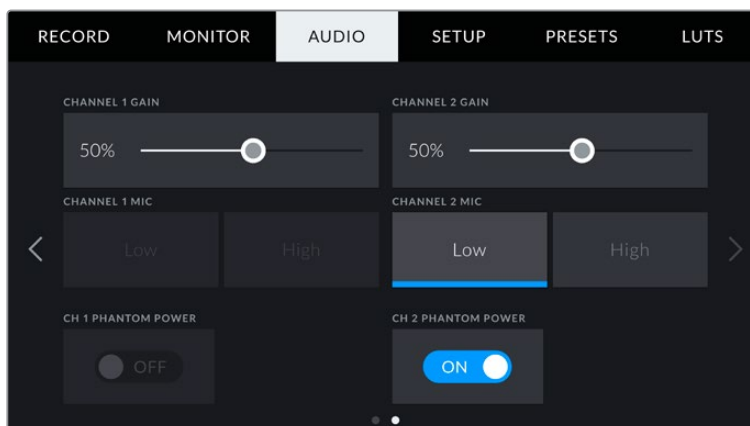 RECORD MONITOR AUDIO SETUP PRESETS LUTS
CHANNEL 1 GAIN CHANNEL 2 GAIN
50% 50%
CHANNEL 1 MIC CHANNEL 2 MIC
Low High Low High
CH 1 PHANTOM POWER CH 2 PHANTOM POWER
OFF ON